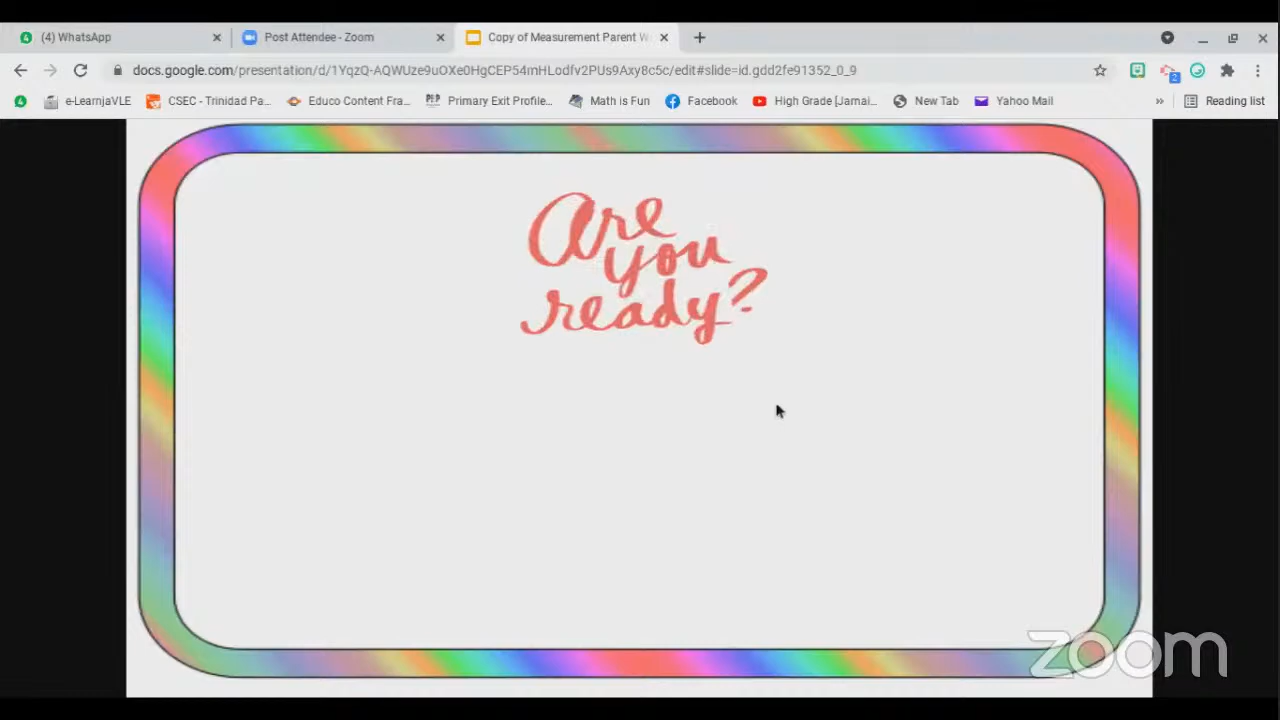 (4) WhatsApp
Post Attendee - Zoom
Copy of Measurement Parent W
docs.google.com/presentation/d/1YqzQ-AQWUze9uOXe0HgCEP54mHLodfv2PUs9Axy8c5c/edit#slide=id.gdd2fe91352_0_9
2
e-LearnjaVLE
CSEC - Trinidad Pa...
Educo Content Fra...
PEP
Primary Exit Profile...
Math is Fun
Facebook
High Grade [Jamai...
New Tab
Yahoo Mail
»
Reading list
Are
you
ready?
zoom